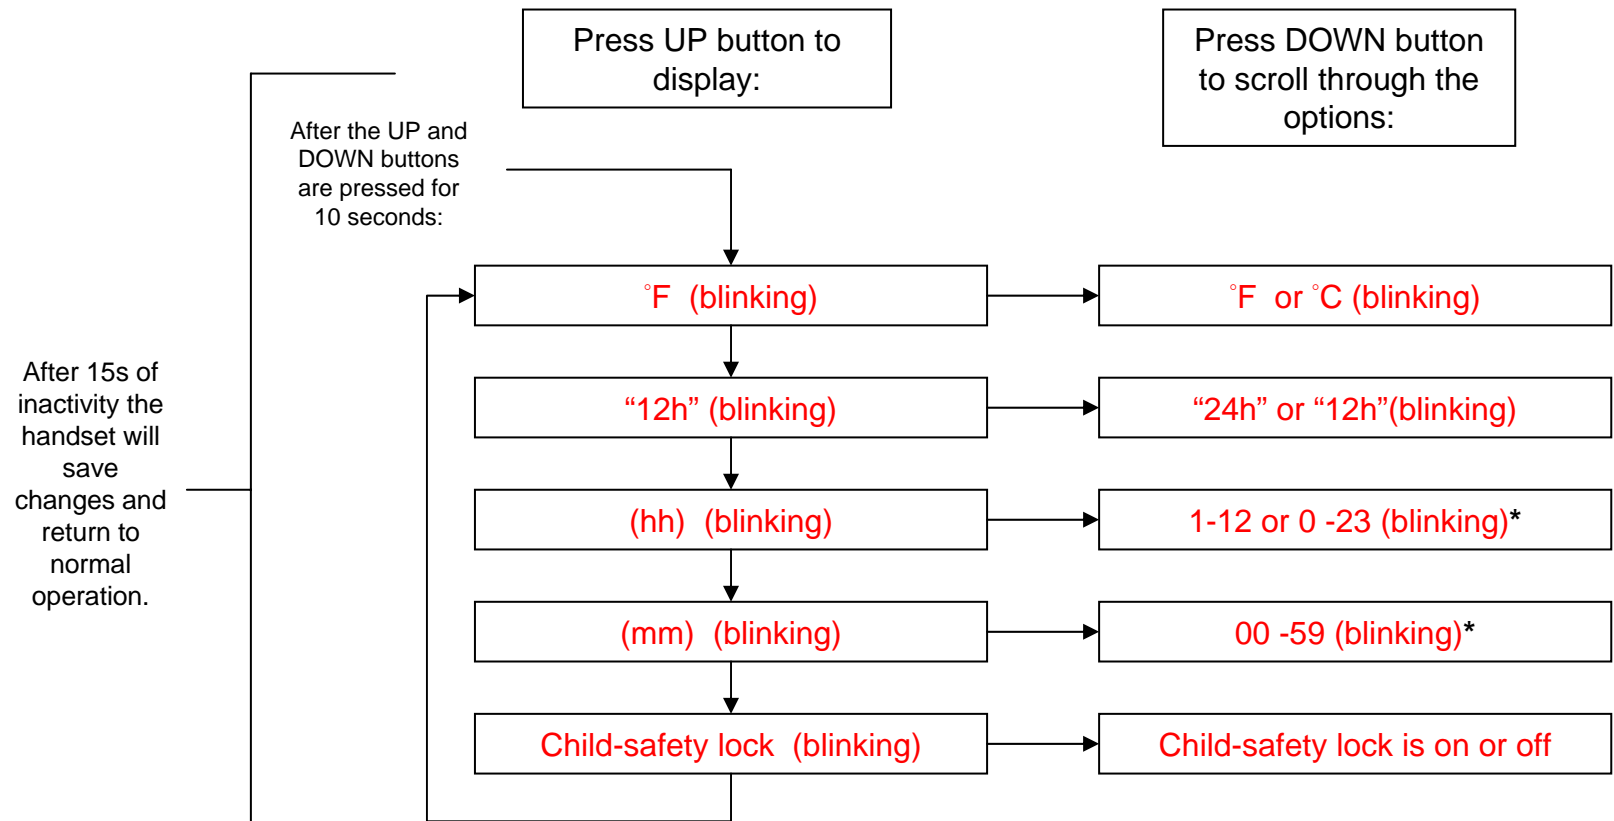 Press UP button to
display:
Press DOWN button
to scroll through the
options:
After the UP and
DOWN buttons
are pressed for
10 seconds:
°F (blinking)
°F or °C (blinking)
“12h” (blinking)
“24h” or “12h”(blinking)
After 15s of
inactivity the
handset will
save
changes and
return to
normal
operation.
(hh) (blinking)
1-12 or 0 -23 (blinking)*
(mm) (blinking)
00 -59 (blinking)*
Child-safety lock (blinking)
Child-safety lock is on or off